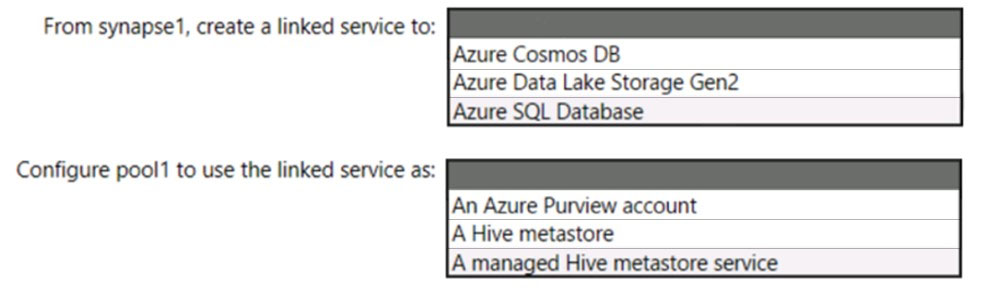 From synapse1, create a linked service to:
Azure Cosmos DB
Azure Data Lake Storage Gen2
Azure SQL Database
Configure pool1 to use the linked service as:
An Azure Purview account
A Hive metastore
A managed Hive metastore service